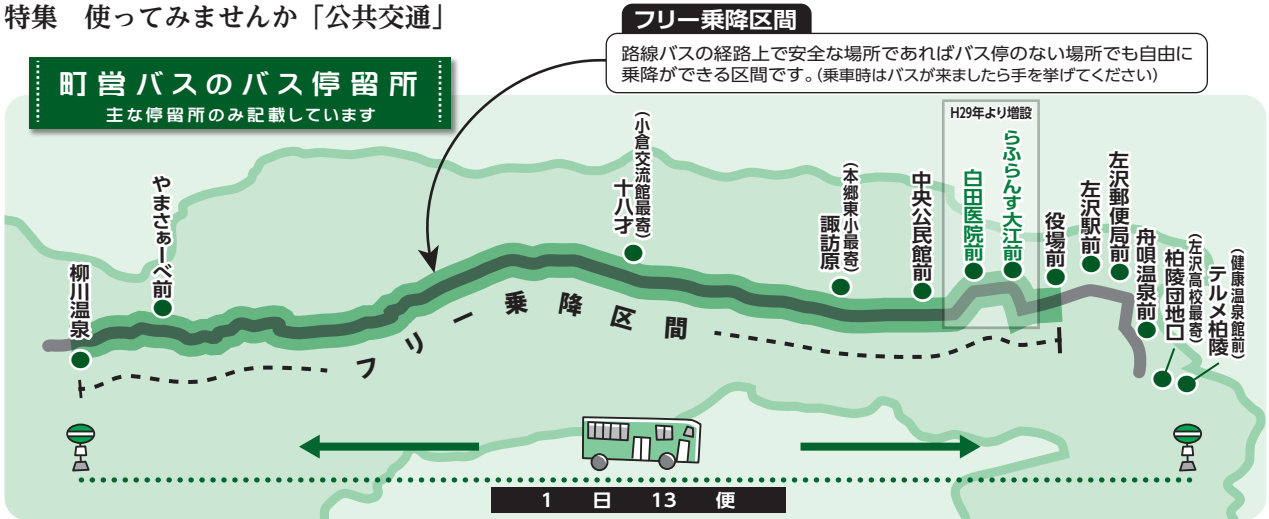 特集 使ってみませんか「公共交通」
フリー乗降区間
路線バスの経路上で安全な場所であればバス停のない場所でも自由に
乗降ができる区間です。(乗車時はバスが来ましたら手を挙げてください)
町営バスのバス停留所
主な停留所のみ記載しています
H29年より増設
柳川温泉
やまさぁーべ前
十八才
(小倉交流館最寄)
諏訪原
(本郷東小最寄)
中央公民館前
白田医院前
らふらんす大江前
役場前
左沢駅前
左沢郵便局前
舟唄温泉前
柏陵団地口
(左沢高校最寄)
テルメ柏陵
(健康温泉館前)
フリー乗降区間
1日13便